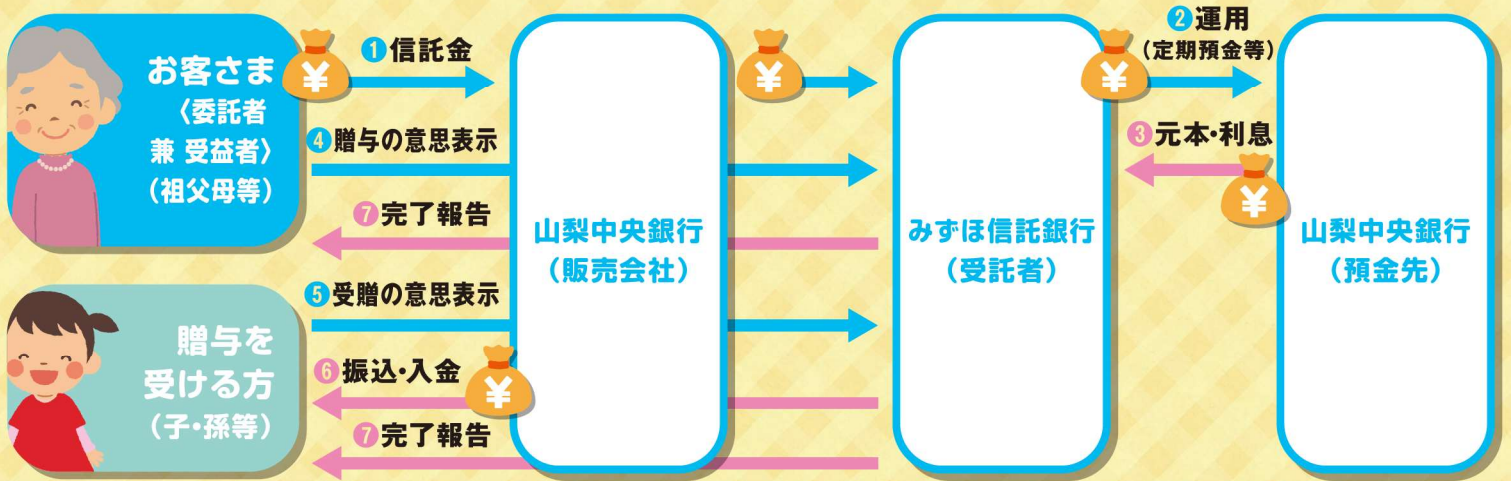 お客さま
〈委託者
兼 受益者〉
（祖父母等）
❶信託金
¥
¥
¥
❷運用
（定期預金等）
❸元本・利息
¥
❹贈与の意思表示
❼完了報告
山梨中央銀行
（販売会社）
みずほ信託銀行
（受託者）
山梨中央銀行
（預金先）
贈与を
受ける方
（子・孫等）
❺受贈の意思表示
❻振込・入金
¥
❼完了報告